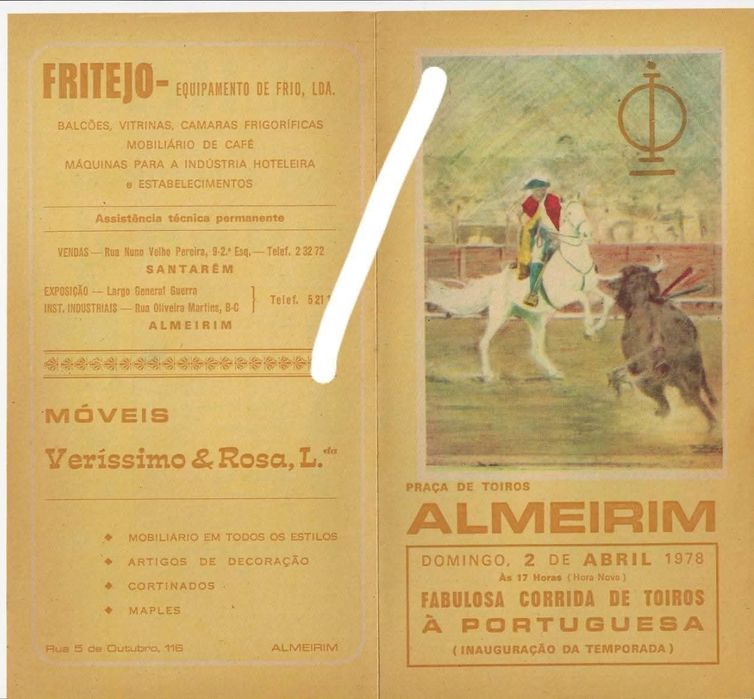 FRITEJO- EQUIPAMENTO DE FRIO, LDA.
BALCÕES, VITRINAS, CAMARAS FRIGORÍFICAS
MOBILIÁRIO DE CAFÉ
MÁQUINAS PARA A INDÚSTRIA HOTELEIRA
e ESTABELECIMENTOS
Assistência técnica permanente
VENDAS — Rua Nuno Velho Pereira, 9-2.º Esq. — Telef. 2 32 72
SANTARÉM
EXPOSIÇÃO — Largo General Guerra
INST. INDUSTRIAIS — Rua Oliveira Martins, B-C } Telef.
ALMEIRIM
MÓVEIS
Veríssimo & Rosa, L.da
MOBILIÁRIO EM TODOS OS ESTILOS
ARTIGOS DE DECORAÇÃO
CORTINADOS
MAPLES
Rua 5 de Outubro, 116 ALMEIRIM
PRAÇA DE TOIROS
ALMEIRIM
DOMINGO, 2 DE ABRIL 1978
Às 17 Horas (Hora Nova)
FABULOSA CORRIDA DE TOIROS
À PORTUGUESA
(INAUGURAÇÃO DA TEMPORADA)